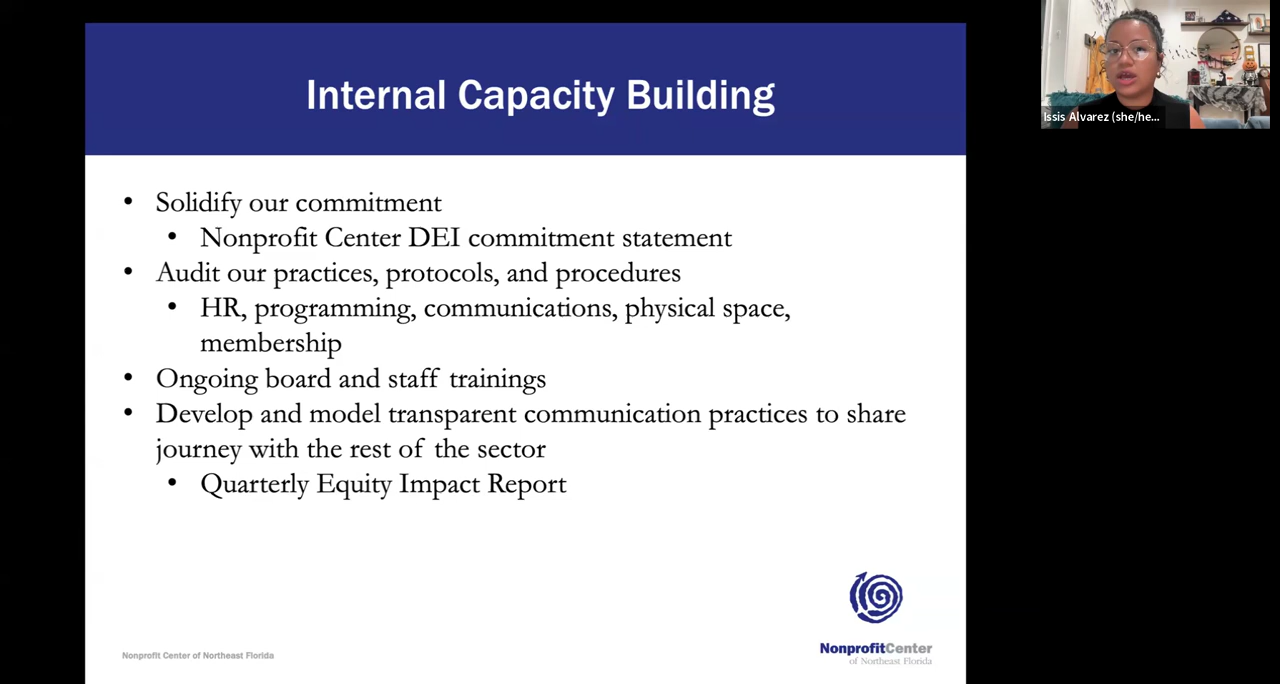 Internal Capacity Building
• Solidify our commitment
• Nonprofit Center DEI commitment statement
• Audit our practices, protocols, and procedures
• HR, programming, communications, physical space,
membership
• Ongoing board and staff trainings
• Develop and model transparent communication practices to share
journey with the rest of the sector
• Quarterly Equity Impact Report
Nonprofit Center of Northeast Florida
NonprofitCenter
of Northeast Florida
Issis Alvarez (she/he...